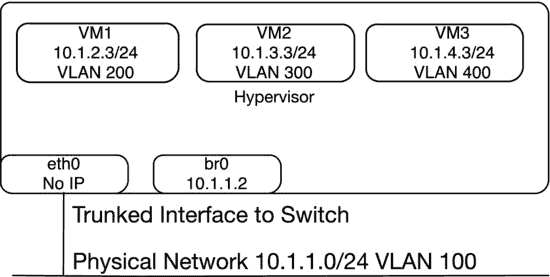 VM1
10.1.2.3/24
VLAN 200
VM2
10.1.3.3/24
VLAN 300
VM3
10.1.4.3/24
VLAN 400
Hypervisor
eth0
No IP
br0
10.1.1.2
Trunked Interface to Switch
Physical Network 10.1.1.0/24 VLAN 100